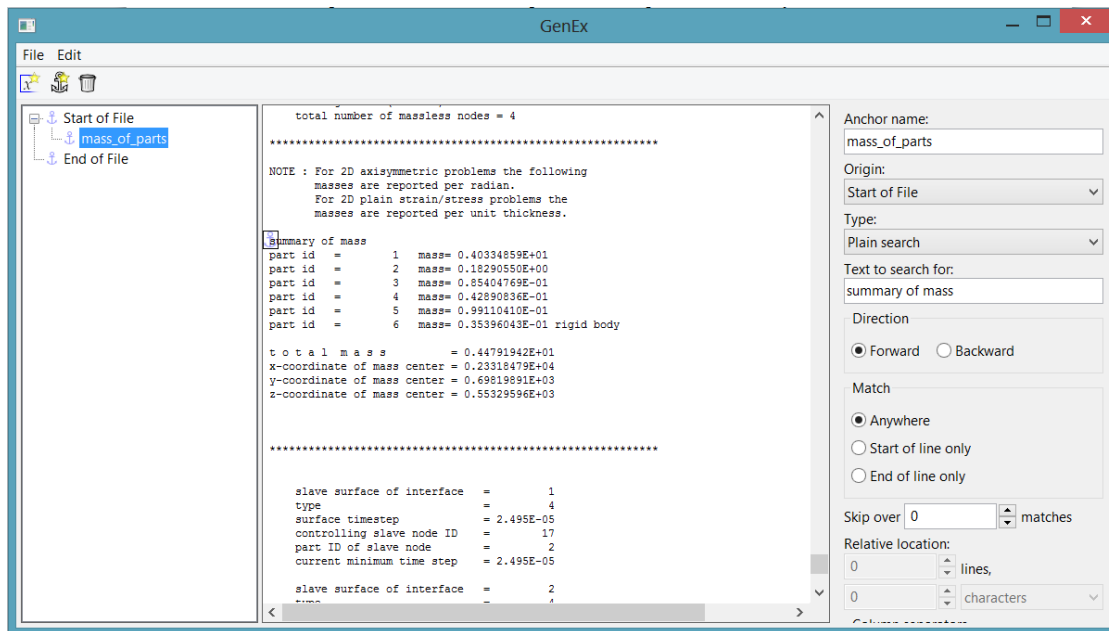 GenEx
File Edit
Start of File
mass_of_parts
End of File
total number of massless nodes = 4
************************************************************
NOTE : For 2D axisymmetric problems the following
masses are reported per radian.
For 2D plain strain/stress problems the
masses are reported per unit thickness.
summary of mass
part id = 1 mass= 0.40334859E+01
part id = 2 mass= 0.18290550E+00
part id = 3 mass= 0.85404769E-01
part id = 4 mass= 0.42890836E-01
part id = 5 mass= 0.99110410E-01
part id = 6 mass= 0.35396043E-01 rigid body
t o t a l m a s s = 0.44791942E+01
x-coordinate of mass center = 0.23318479E+04
y-coordinate of mass center = 0.69819891E+03
z-coordinate of mass center = 0.55329596E+03
************************************************************
slave surface of interface = 1
type = 4
surface timestep = 2.495E-05
controlling slave node ID = 17
part ID of slave node = 2
current minimum time step = 2.495E-05
slave surface of interface = 2
Anchor name:
mass_of_parts
Origin:
Start of File
Type:
Plain search
Text to search for:
summary of mass
Direction
Forward Backward
Match
Anywhere
Start of line only
End of line only
Skip over 0 matches
Relative location:
0 lines,
0 characters